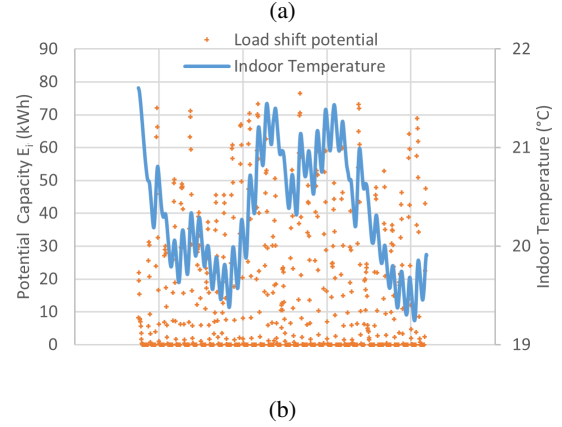 (a)
Load shift potential
Indoor Temperature
Potential Capacity Ei (kWh)
90
80
70
60
50
40
30
20
10
0
22
21
20
19
Indoor Temperature (°C)
(b)